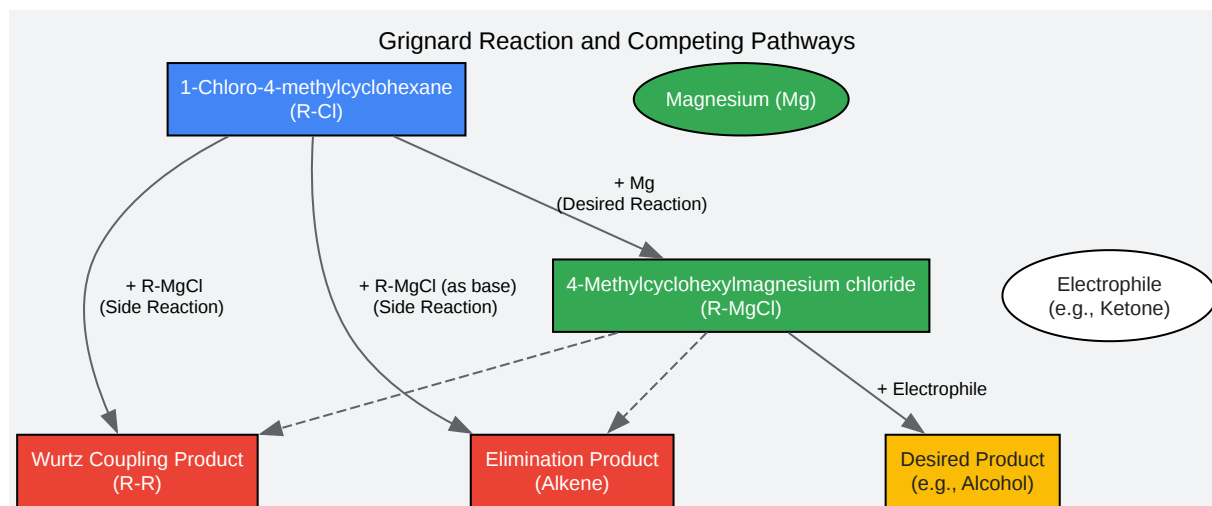 Grignard Reaction and Competing Pathways
1-Chloro-4-methylcyclohexane
(R-Cl)
Magnesium (Mg)
+ Mg
(Desired Reaction)
+ R-MgCl
(Side Reaction)
+ R-MgCl (as base)
(Side Reaction)
4-Methylcyclohexylmagnesium chloride
(R-MgCl)
Electrophile
(e.g., Ketone)
+ Electrophile
Wurtz Coupling Product
(R-R)
Elimination Product
(Alkene)
Desired Product
(e.g., Alcohol)